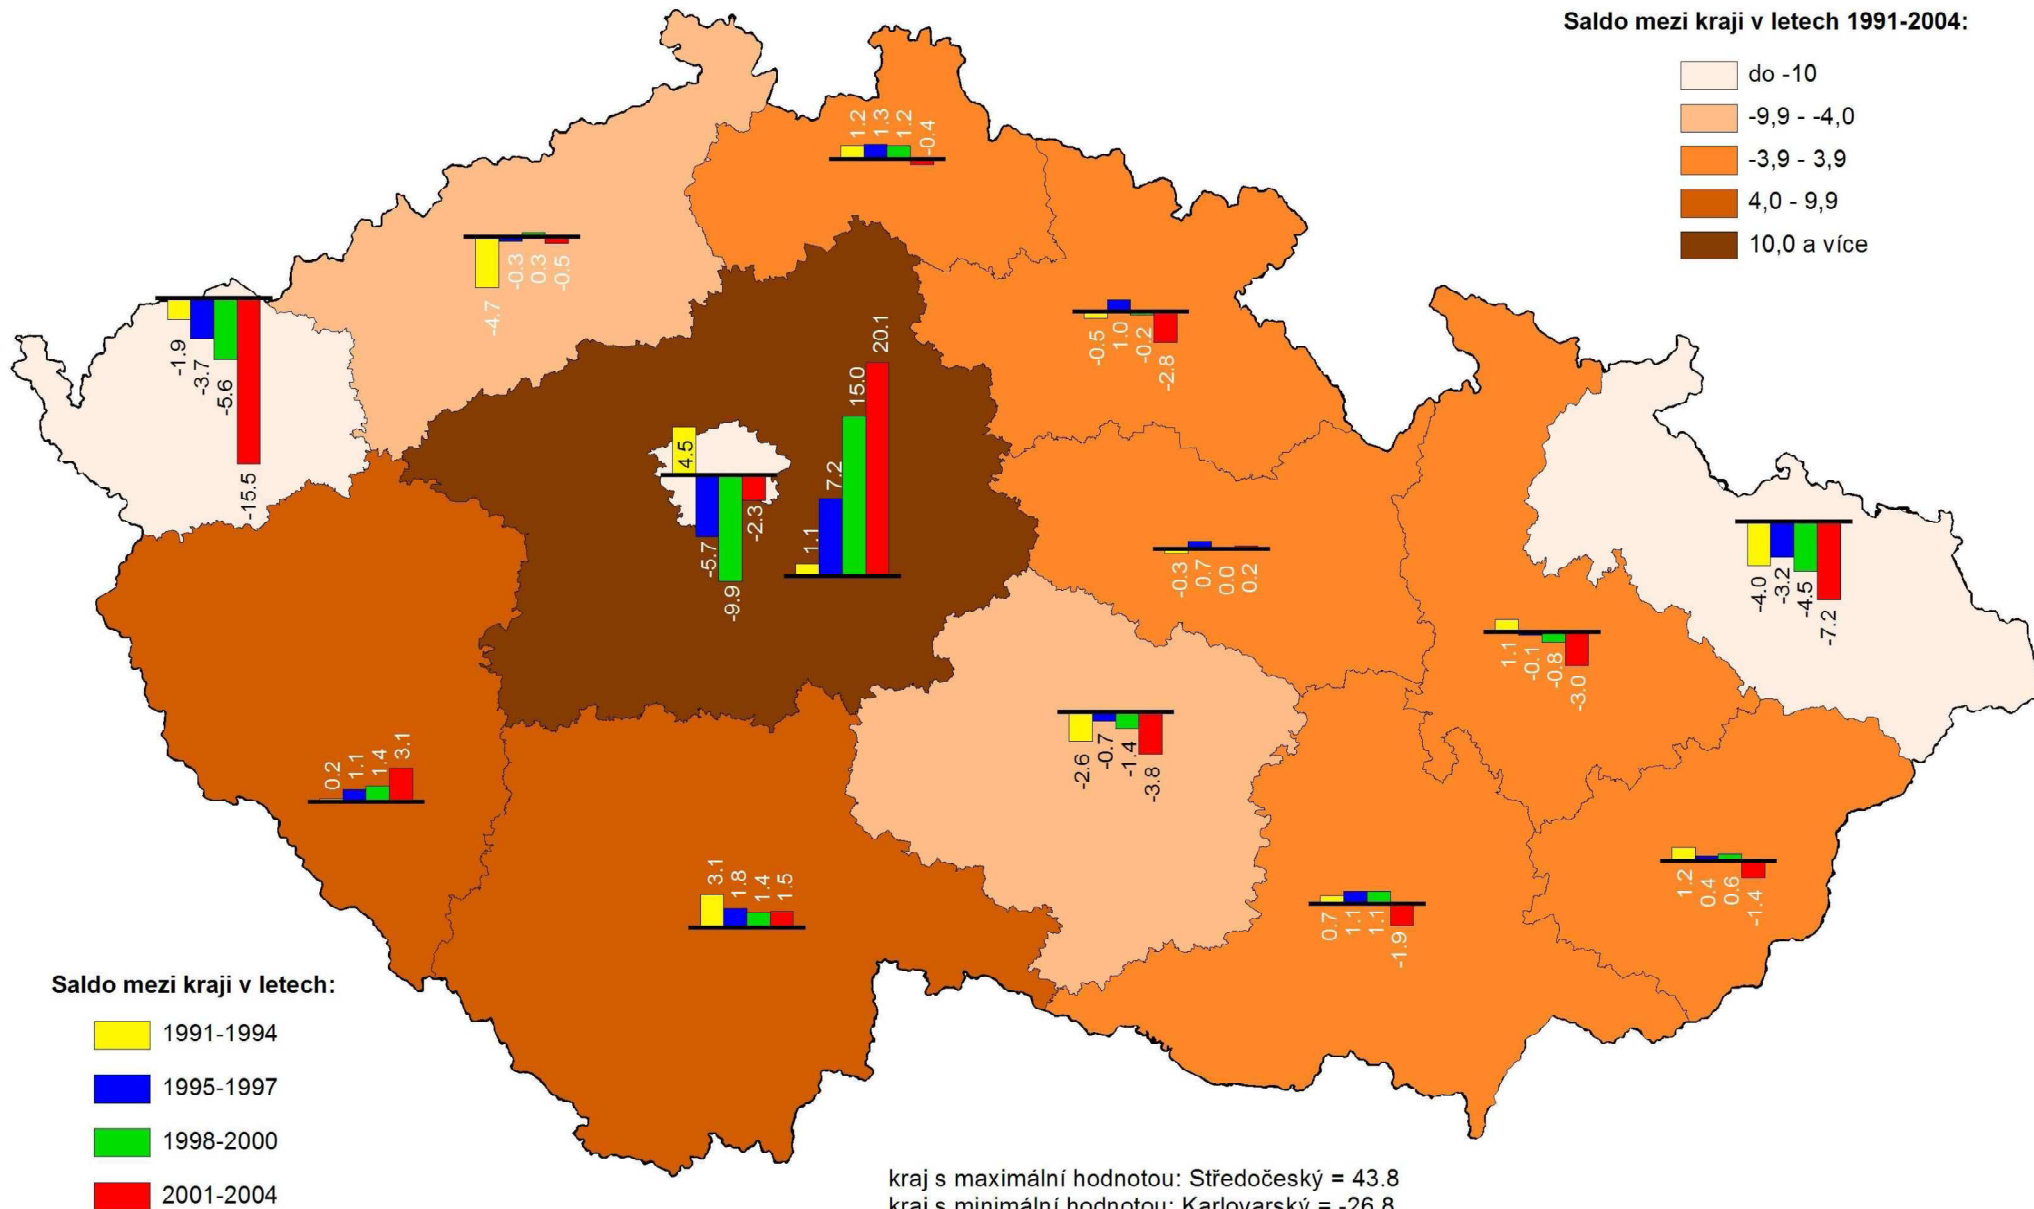 Saldo mezi kraji v letech 1991-2004:
do -10
-9,9 - -4,0
-3,9 - 3,9
4,0 - 9,9
10,0 a více
1.2 1.3 1.2 -0.4
-4.7 -0.3 0.3 -0.5
-1.9 -3.7 -5.6 -15.5
-0.5 1.0 -0.2 -2.8
4.5 -5.7 -9.9 -2.3
1.1 7.2 15.0 20.1
-0.3 0.7 0.0 0.2
-4.0 -3.2 -4.5 -7.2
1.1 -0.1 -0.8 -3.0
-2.6 -0.7 -1.4 -3.8
0.2 1.1 1.4 3.1
3.1 1.8 1.4 1.5
0.7 1.1 1.1 -1.9
1.2 0.4 0.6 -1.4
Saldo mezi kraji v letech:
1991-1994
1995-1997
1998-2000
2001-2004
kraj s maximální hodnotou: Středočeský = 43.8
kraj s minimální hodnotou: Karlovarský = -26.8